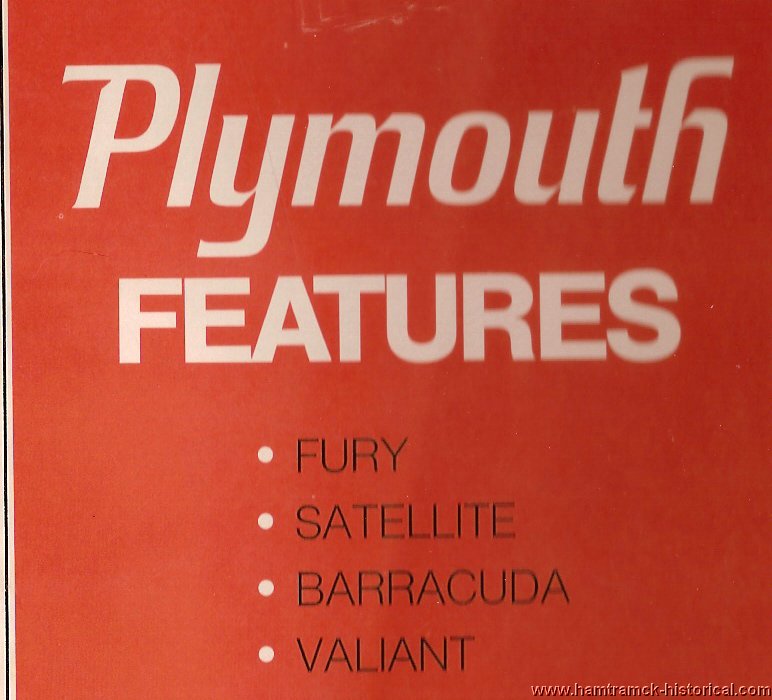 Plymouth
FEATURES
• FURY
• SATELLITE
• BARRACUDA
• VALIANT
www.hamtramck-historical.com